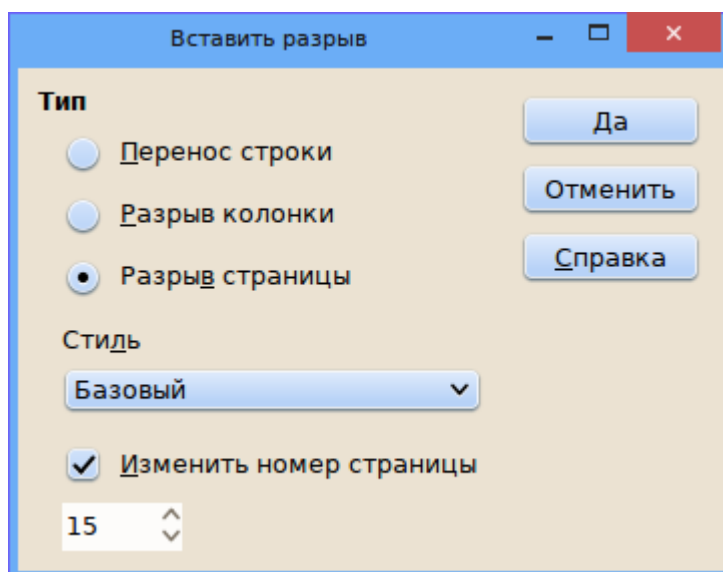 Вставить разрыв
Тип
Да
Перенос строки
Отменить
Разрыв колонки
Справка
Разрыв страницы
Стиль
Базовый
Изменить номер страницы
15